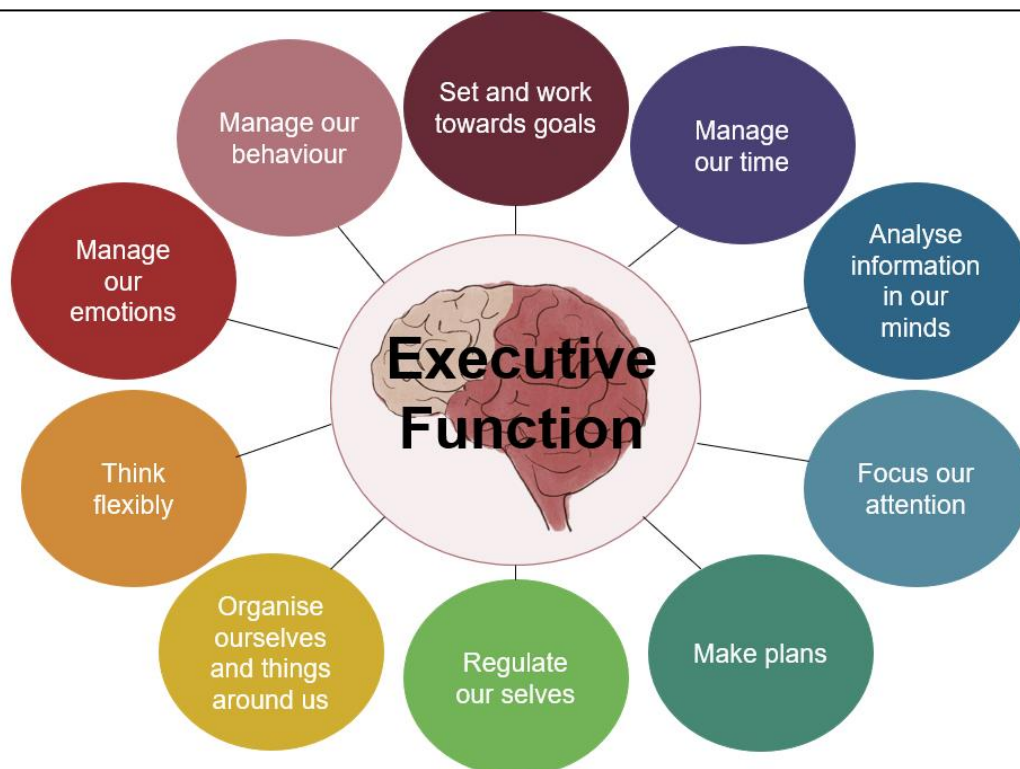 Set and work
towards goals
Manage
our time
Analyse
information
in our
minds
Focus our
attention
Make plans
Regulate
our selves
Organise
ourselves
and things
around us
Think
flexibly
Manage
our
emotions
Manage our
behaviour
Executive
Function